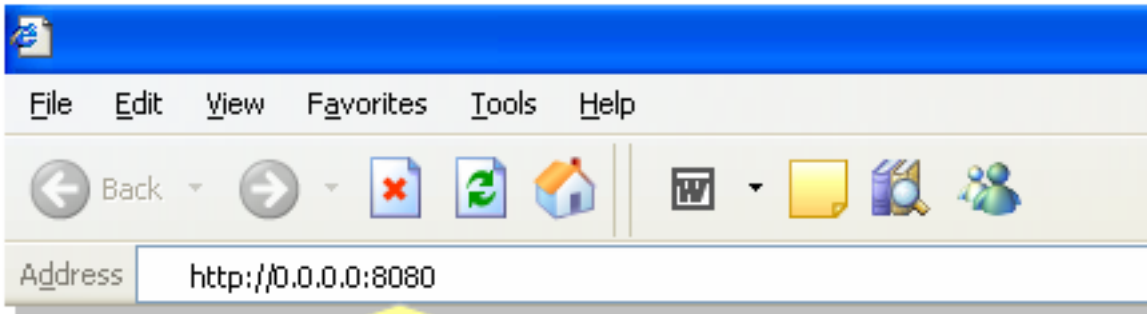 File Edit View Favorites Tools Help
Back W
Address http://0.0.0.0:8080